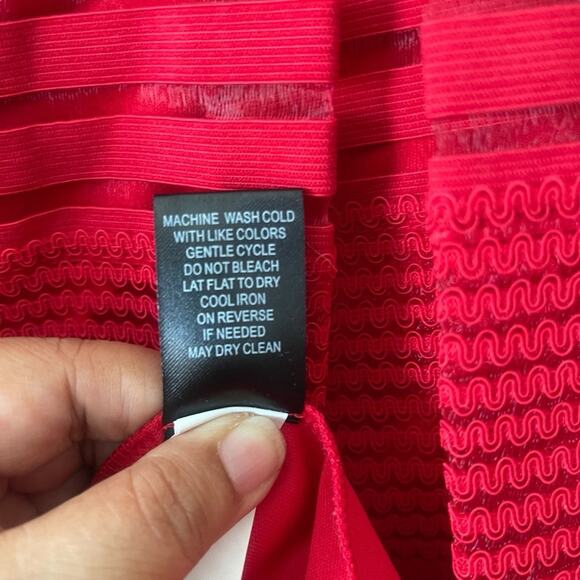 MACHINE WASH COLD
WITH LIKE COLORS
GENTLE CYCLE
DO NOT BLEACH
LAT FLAT TO DRY
COOL IRON
ON REVERSE
IF NEEDED
MAY DRY CLEAN